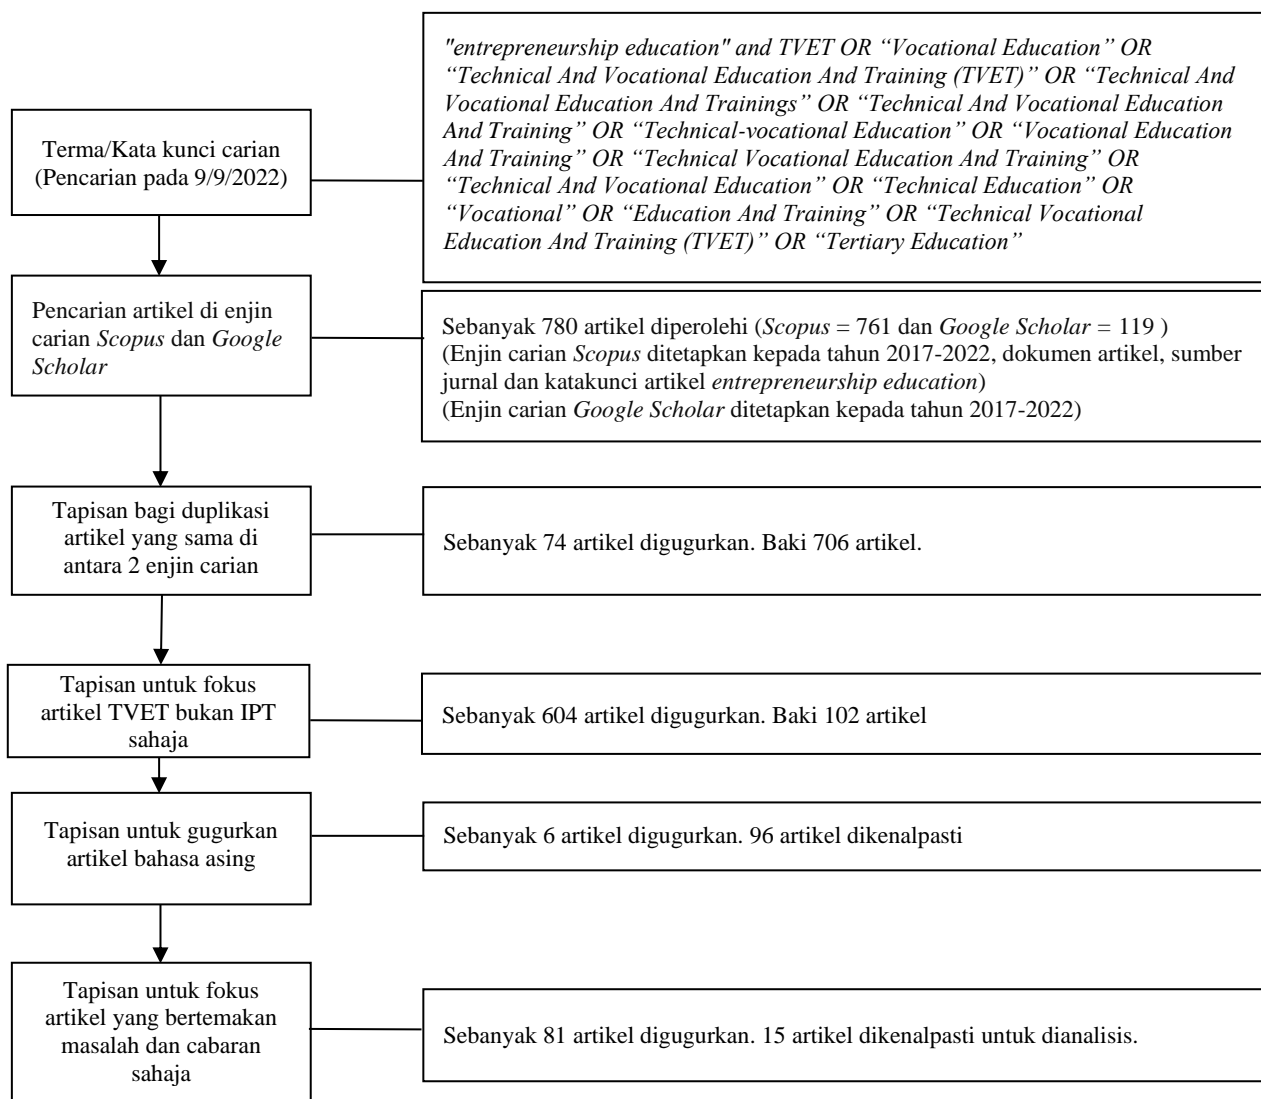 Terma/Kata kunci carian
(Pencarian pada 9/9/2022)
"entrepreneurship education" and TVET OR “Vocational Education” OR
“Technical And Vocational Education And Training (TVET)” OR “Technical And
Vocational Education And Trainings” OR “Technical And Vocational Education
And Training” OR “Technical-vocational Education” OR “Vocational Education
And Training” OR “Technical Vocational Education And Training” OR
“Technical And Vocational Education” OR “Technical Education” OR
“Vocational” OR “Education And Training” OR “Technical Vocational
Education And Training (TVET)” OR “Tertiary Education”
Pencarian artikel di enjin
carian Scopus dan Google
Scholar
Sebanyak 780 artikel diperolehi (Scopus = 761 dan Google Scholar = 119 )
(Enjin carian Scopus ditetapkan kepada tahun 2017-2022, dokumen artikel, sumber
jurnal dan katakunci artikel entrepreneurship education)
(Enjin carian Google Scholar ditetapkan kepada tahun 2017-2022)
Tapisan bagi duplikasi
artikel yang sama di
antara 2 enjin carian
Sebanyak 74 artikel digugurkan. Baki 706 artikel.
Tapisan untuk fokus
artikel TVET bukan IPT
sahaja
Sebanyak 604 artikel digugurkan. Baki 102 artikel
Tapisan untuk gugurkan
artikel bahasa asing
Sebanyak 6 artikel digugurkan. 96 artikel dikenalpasti
Tapisan untuk fokus
artikel yang bertemakan
masalah dan cabaran
sahaja
Sebanyak 81 artikel digugurkan. 15 artikel dikenalpasti untuk dianalisis.